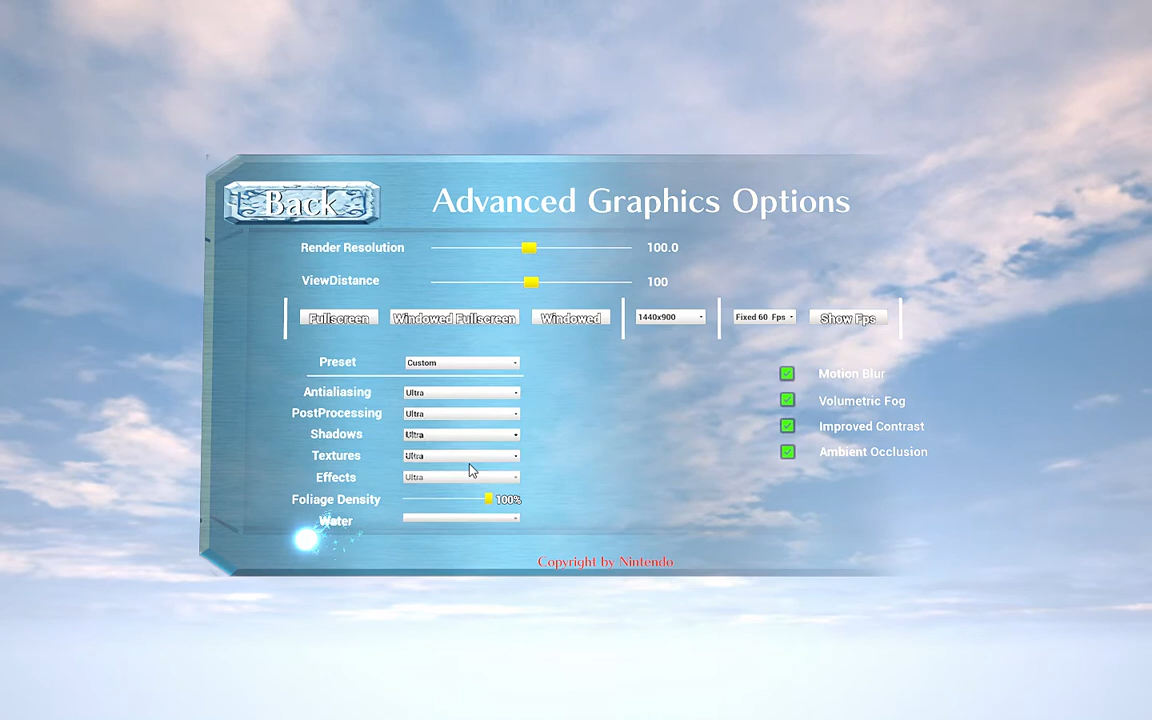 Back
Advanced Graphics Options
Render Resolution 100.0
ViewDistance 100
Fullscreen Windowed Fullscreen Windowed 1440x900 Fixed 60 Fps Show Fps
Preset Custom
Antialiasing Ultra
PostProcessing Ultra
Shadows Ultra
Textures Ultra
Effects Ultra
Foliage Density 100%
Water
Motion Blur
Volumetric Fog
Improved Contrast
Ambient Occlusion
Copyright by Nintendo